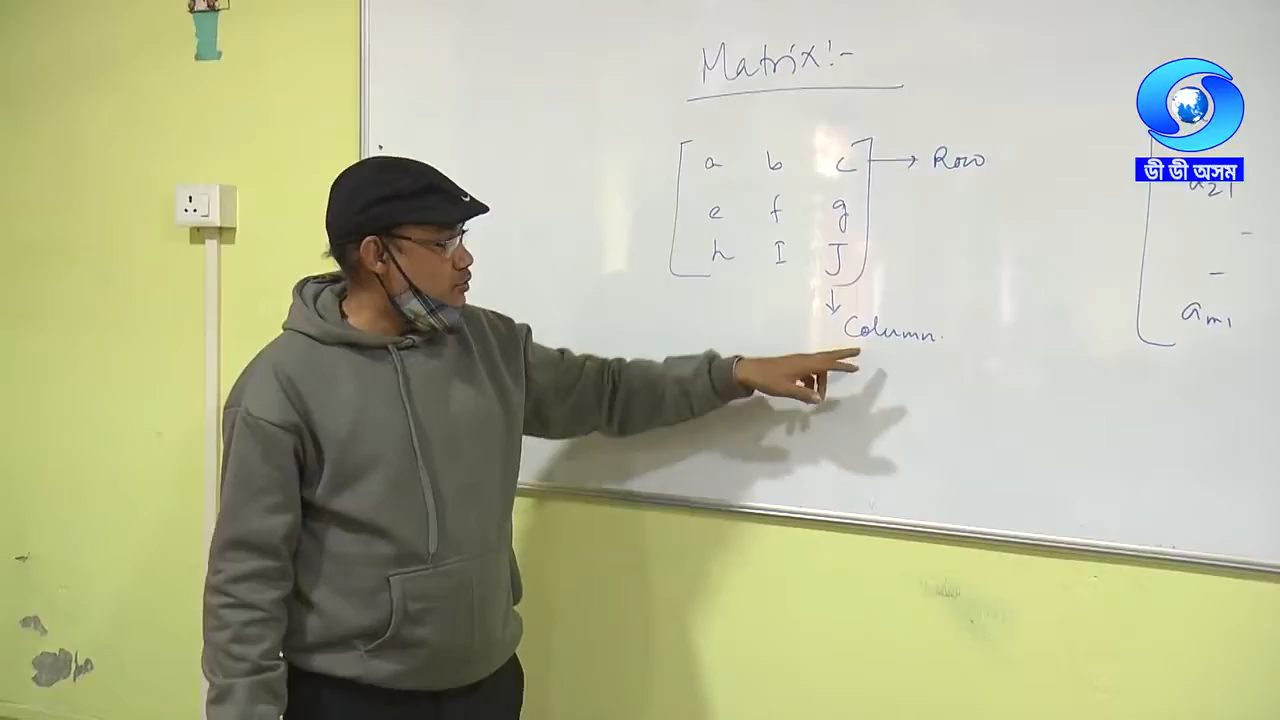 Matrix:-
a b c → Row
e f g
h I J
↓
Column.
a21
-
-
am1
ডী ডী অসম